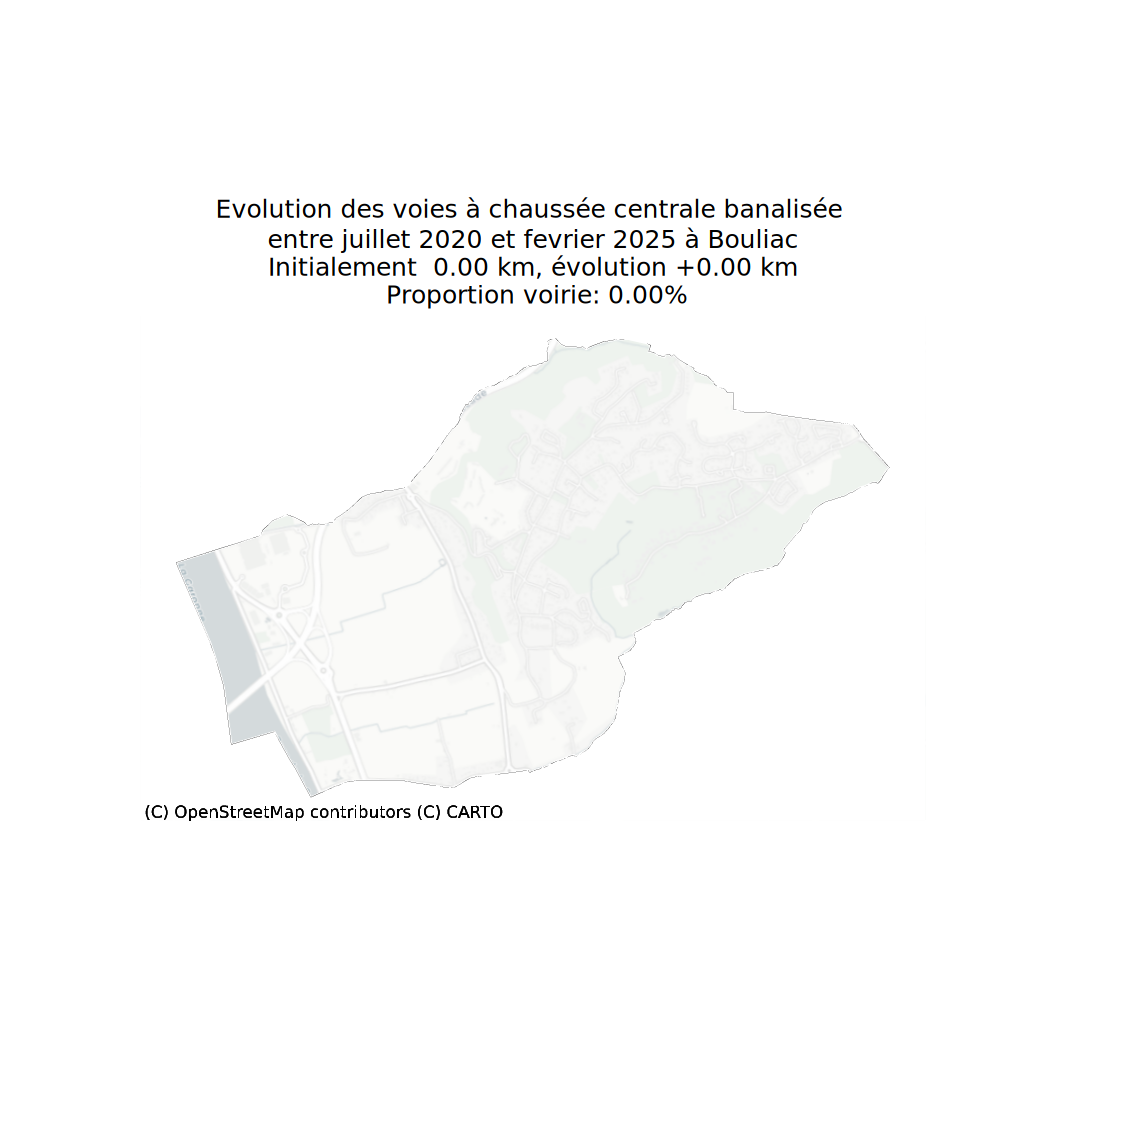 Evolution des voies à chaussée centrale banalisée
entre juillet 2020 et fevrier 2025 à Bouliac
Initialement  0.00 km, évolution +0.00 km
Proportion voirie: 0.00%
La Garonne
(C) OpenStreetMap contributors (C) CARTO